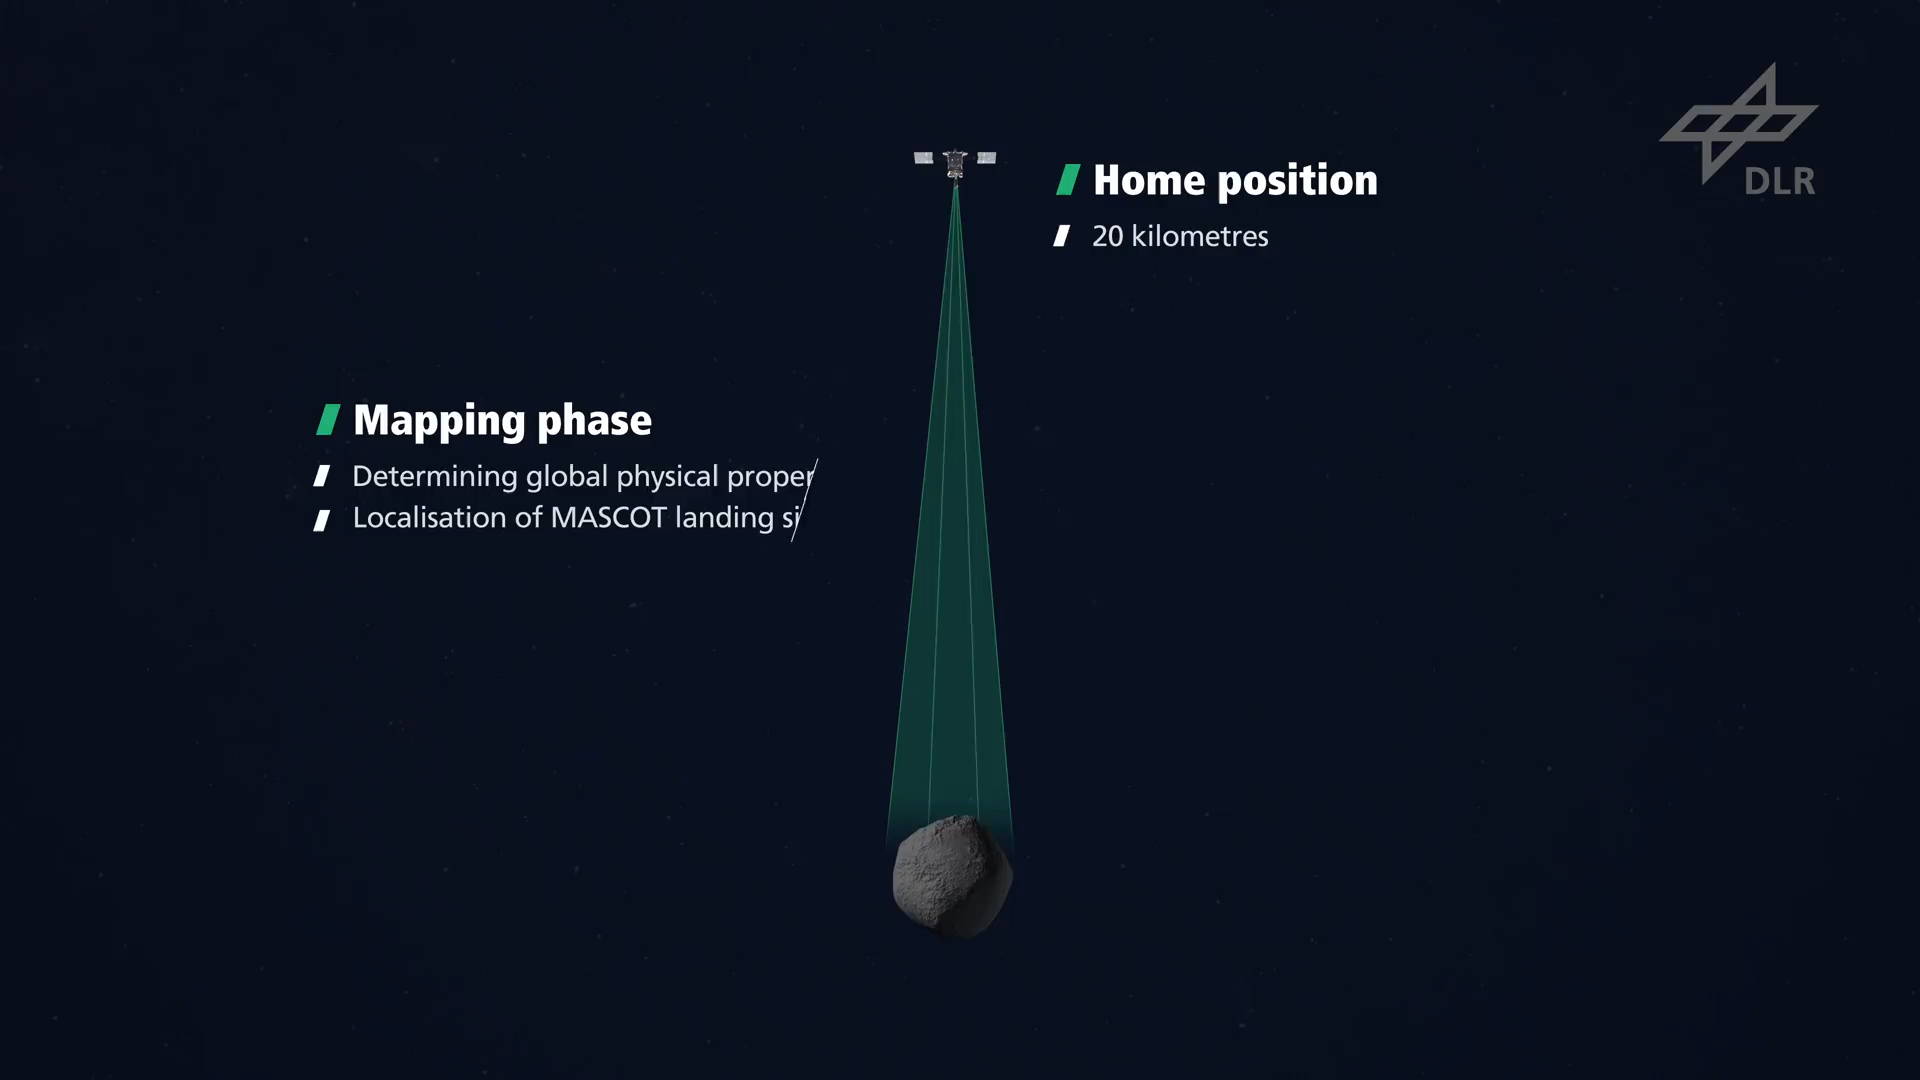 Home position
20 kilometres
DLR
Mapping phase
Determining global physical proper
Localisation of MASCOT landing si